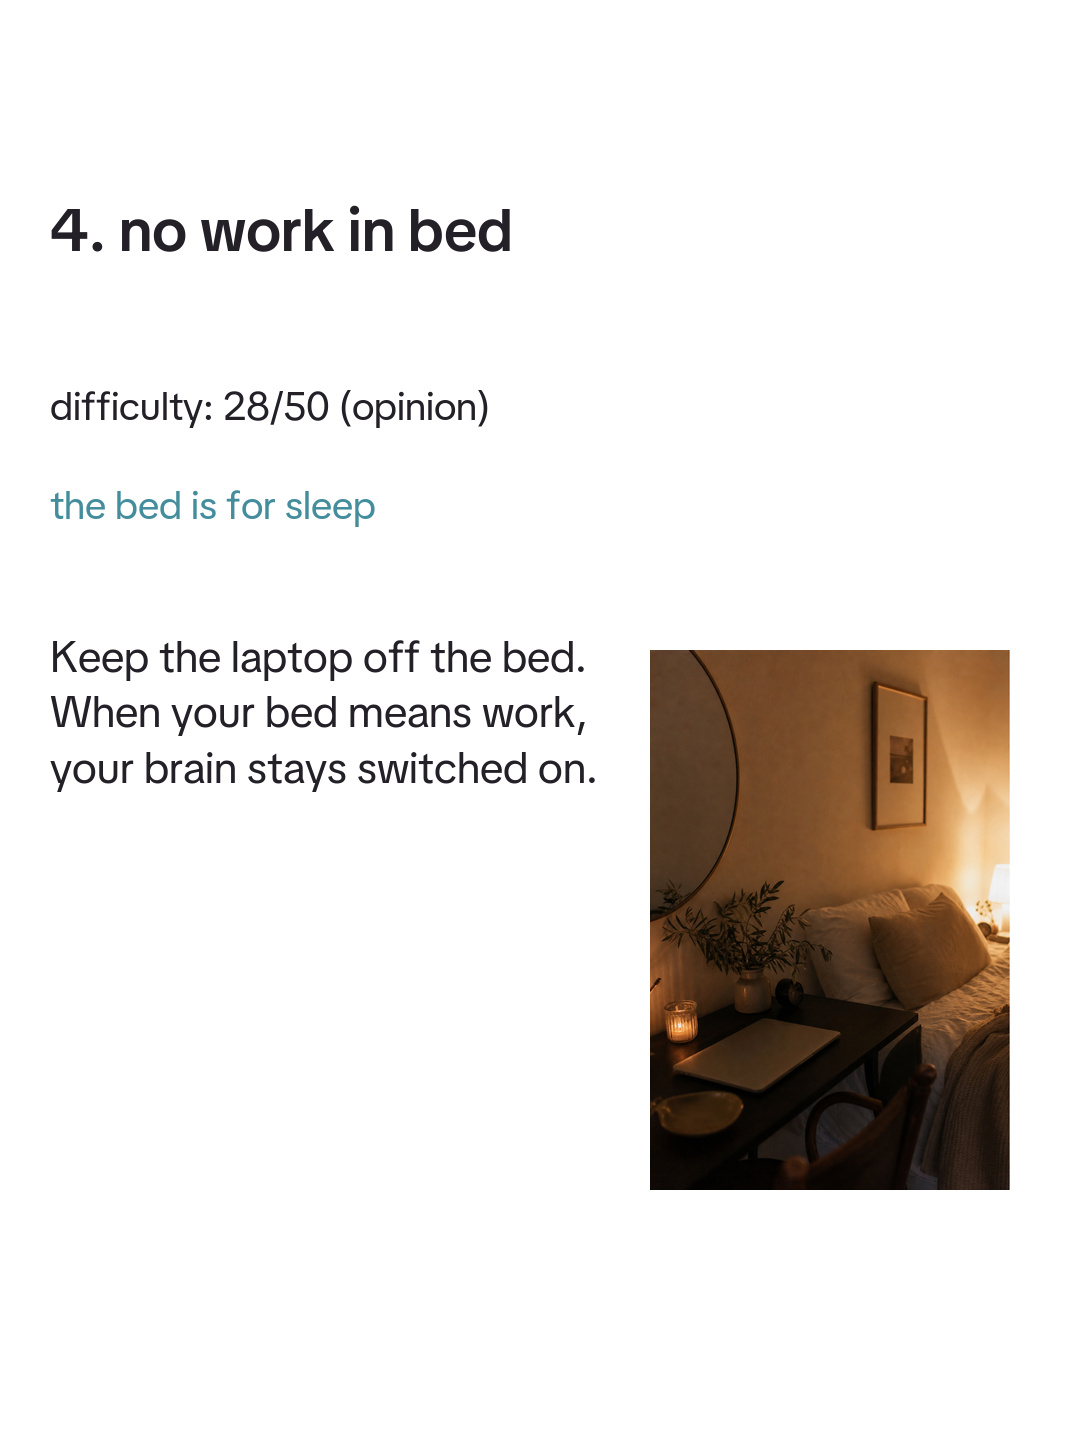 4. no work in bed
difficulty: 28/50 (opinion)
the bed is for sleep
Keep the laptop off the bed.
When your bed means work,
your brain stays switched on.